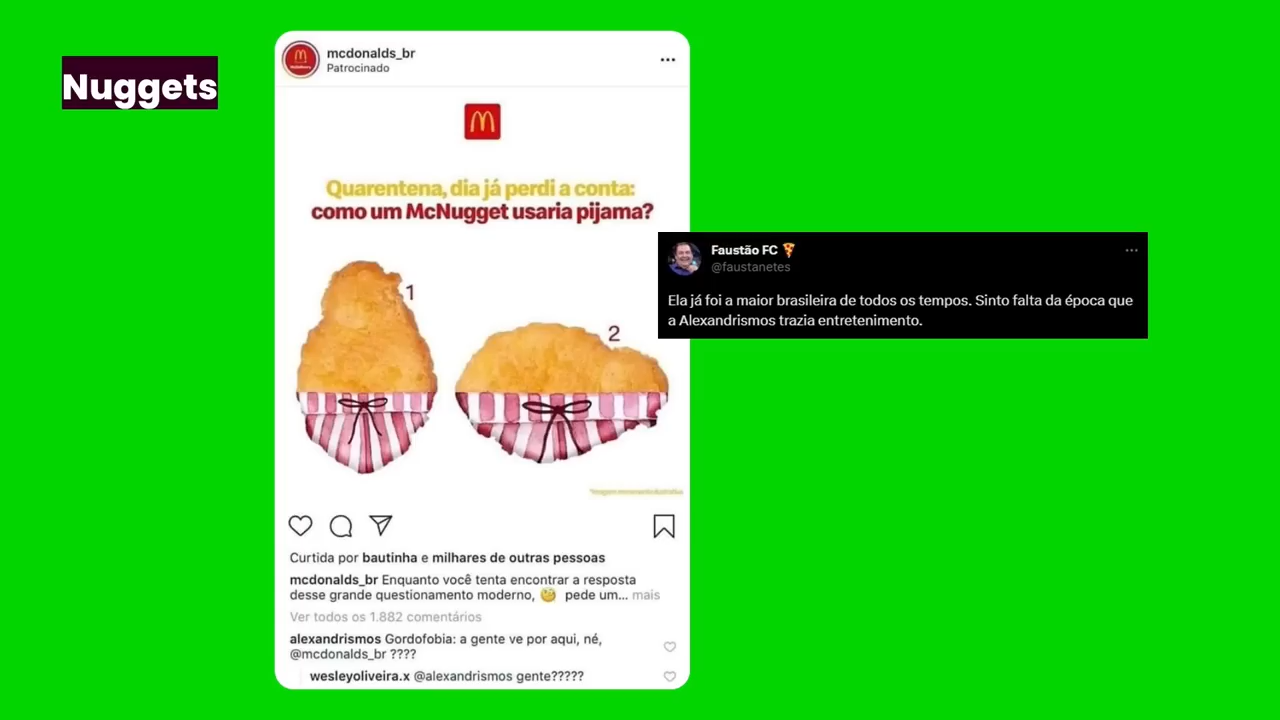 Nuggets
mcdonalds_br
Patrocinado
Quarentena, dia já perdi a conta:
como um McNugget usaria pijama?
1
2
Curtida por bautinha e milhares de outras pessoas
mcdonalds_br Enquanto você tenta encontrar a resposta
desse grande questionamento moderno, 🧐 pede um... mais
Ver todos os 1.882 comentários
alexandrismos Gordofobia: a gente ve por aqui, né,
@mcdonalds_br ????
wesleyoliveira.x @alexandrismos gente?????
Faustão FC 🍕
@faustanetes
Ela já foi a maior brasileira de todos os tempos. Sinto falta da época que
a Alexandrismos trazia entretenimento.